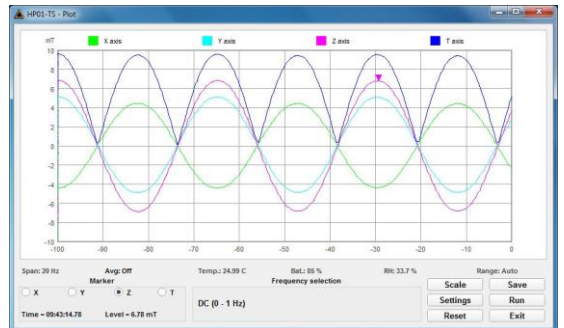 HP01-TS - Plot
mT X axis Y axis Z axis T axis
10
8
6
4
2
0
-2
-4
-6
-8
-10
-100 -90 -80 -70 -60 -50 -40 -30 -20 -10 0
Span: 20 Hz Avg: Off Temp.: 24.99 C Bat.: 85 % RH: 33.7 % Range: Auto
Marker Frequency selection Scale Save
X Y Z T DC (0 - 1 Hz) Settings Run
Time = 09:43:14.78 Level = 6.78 mT Reset Exit